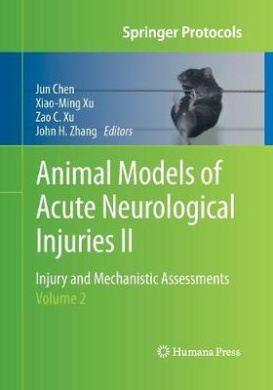 Springer Protocols
Jun Chen
Xiao-Ming Xu
Zao C. Xu
John H. Zhang Editors
Animal Models of
Acute Neurological
Injuries II
Injury and Mechanistic Assessments
Volume 2
Humana Press